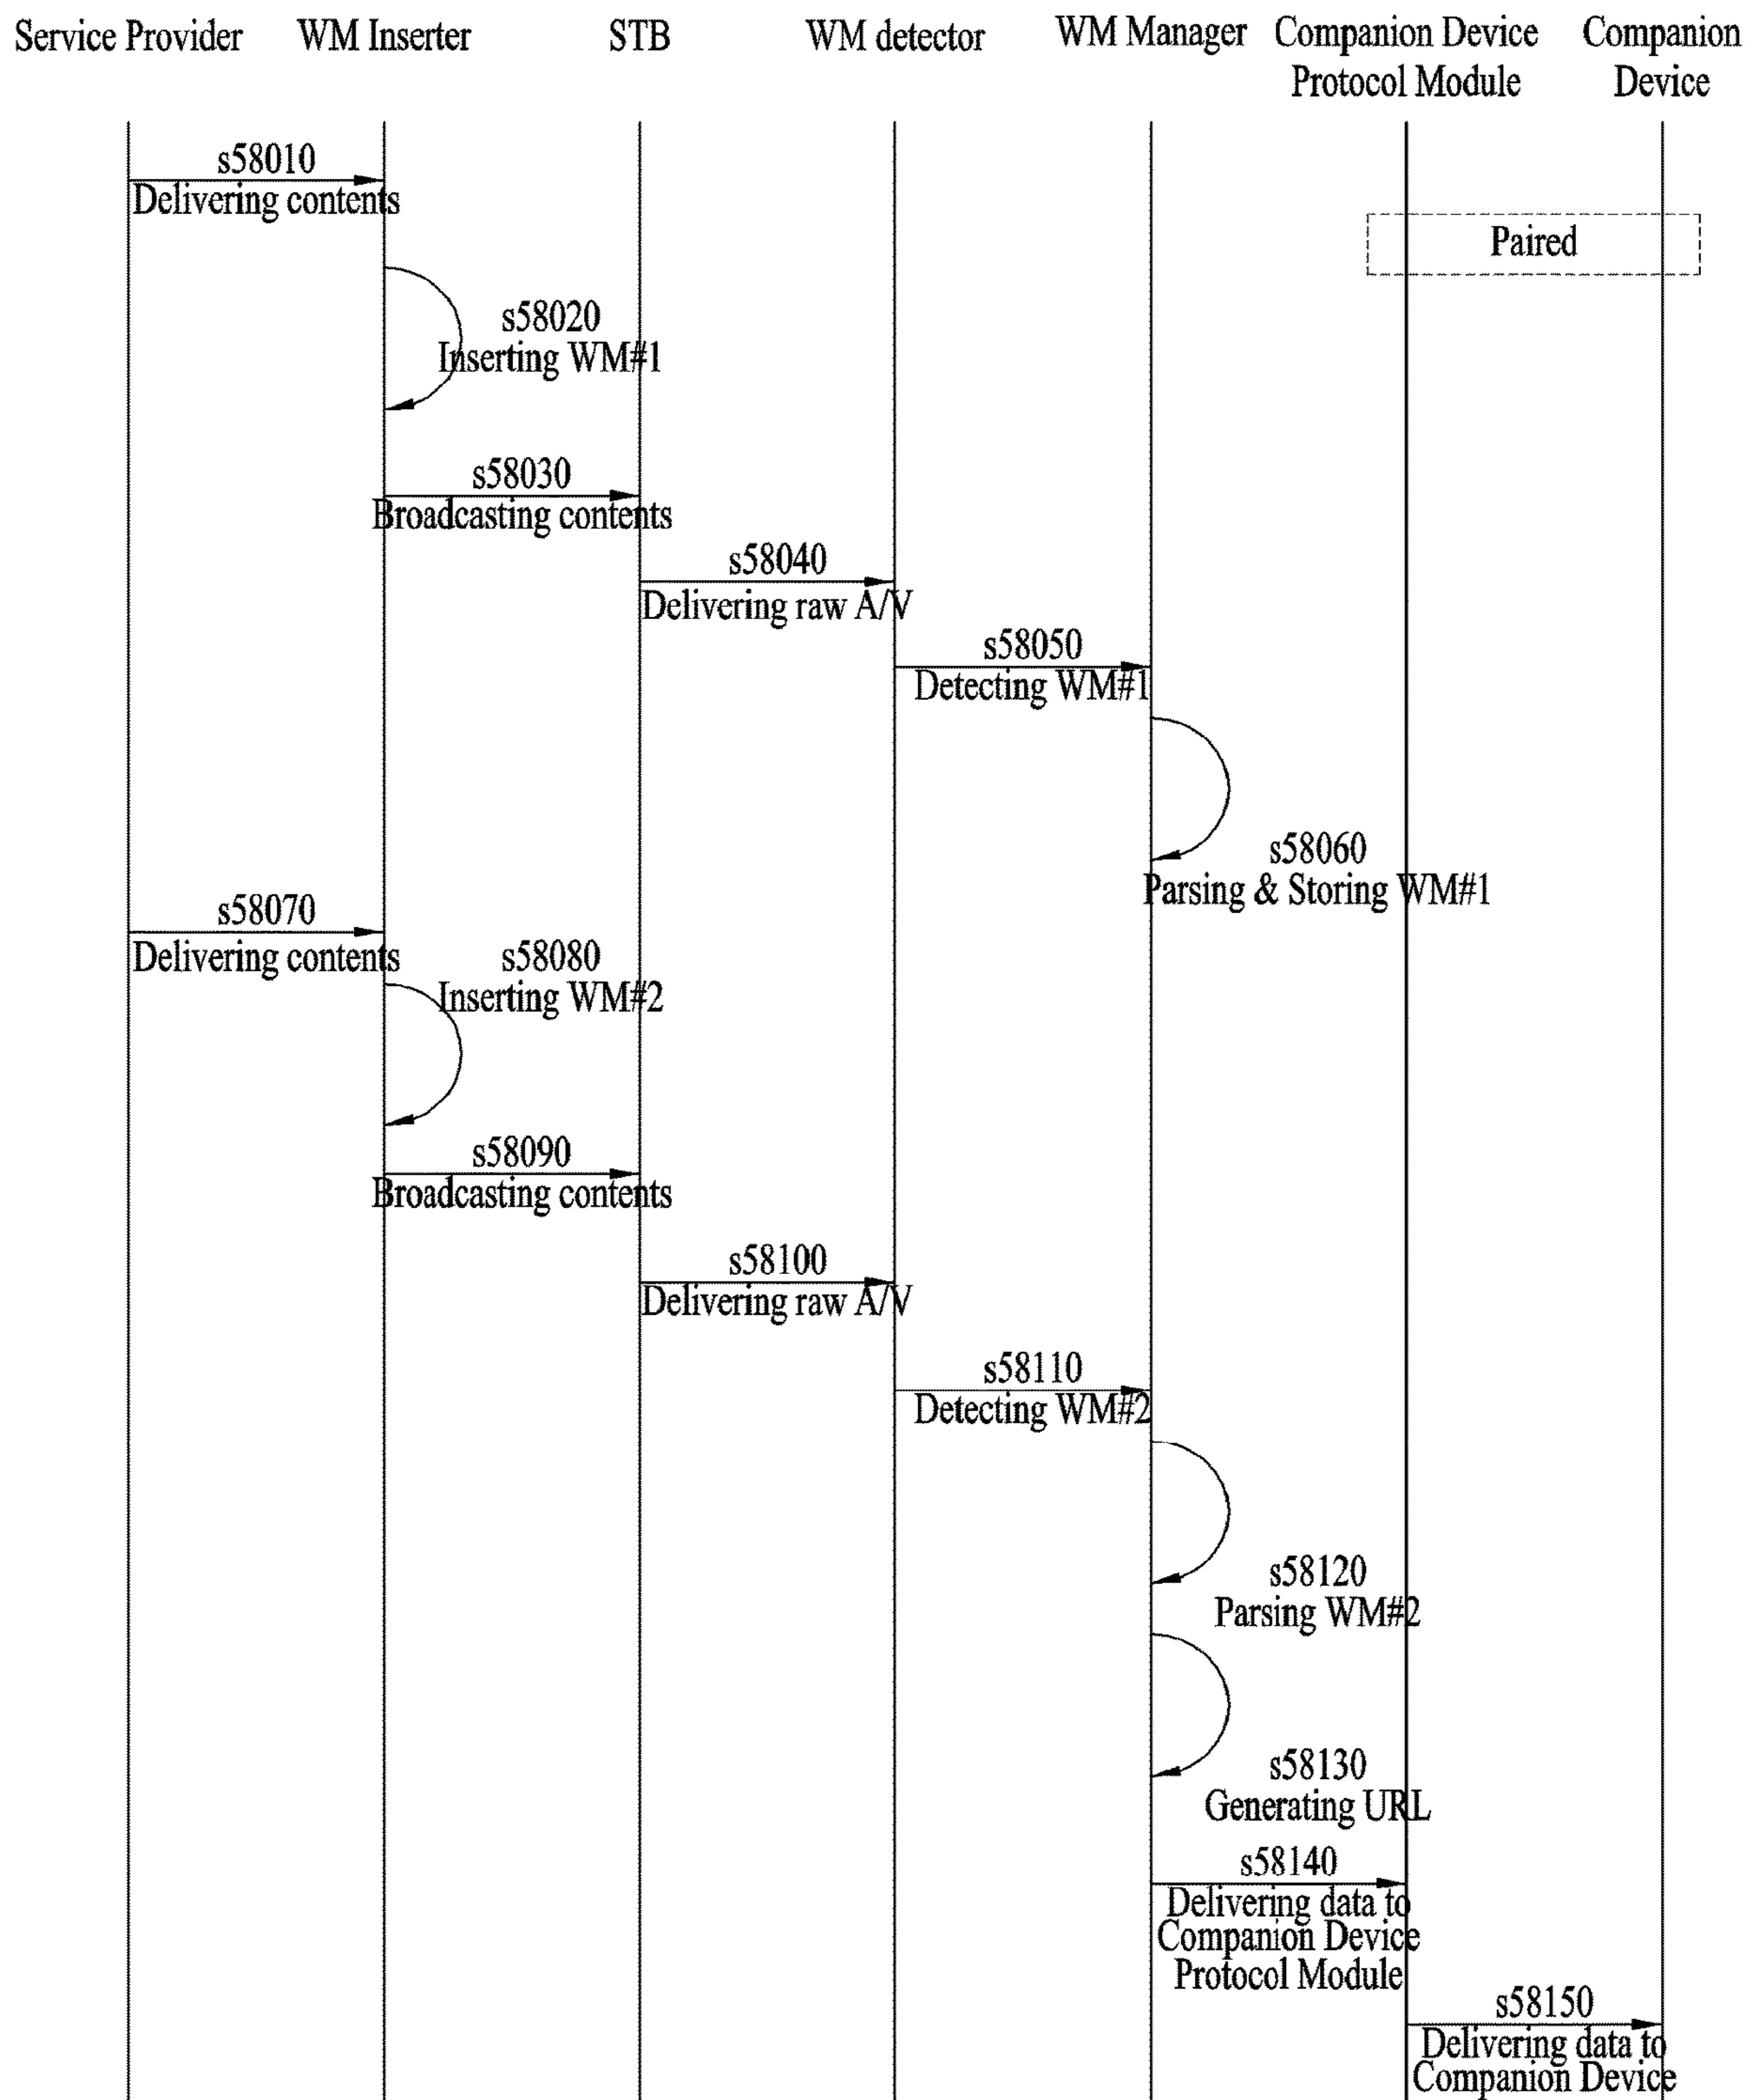 Service Provider
WM Inserter
STB
WM detector
WM Manager
Companion Device
Protocol Module
Companion
Device
s58010
Delivering contents
Paired
s58020
Inserting WM#1
s58030
Broadcasting contents
s58040
Delivering raw A/V
s58050
Detecting WM#1
s58060
Parsing & Storing WM#1
s58070
Delivering contents
s58080
Inserting WM#2
s58090
Broadcasting contents
s58100
Delivering raw A/V
s58110
Detecting WM#2
s58120
Parsing WM#2
s58130
Generating URL
s58140
Delivering data to
Companion Device
Protocol Module
s58150
Delivering data to
Companion Device